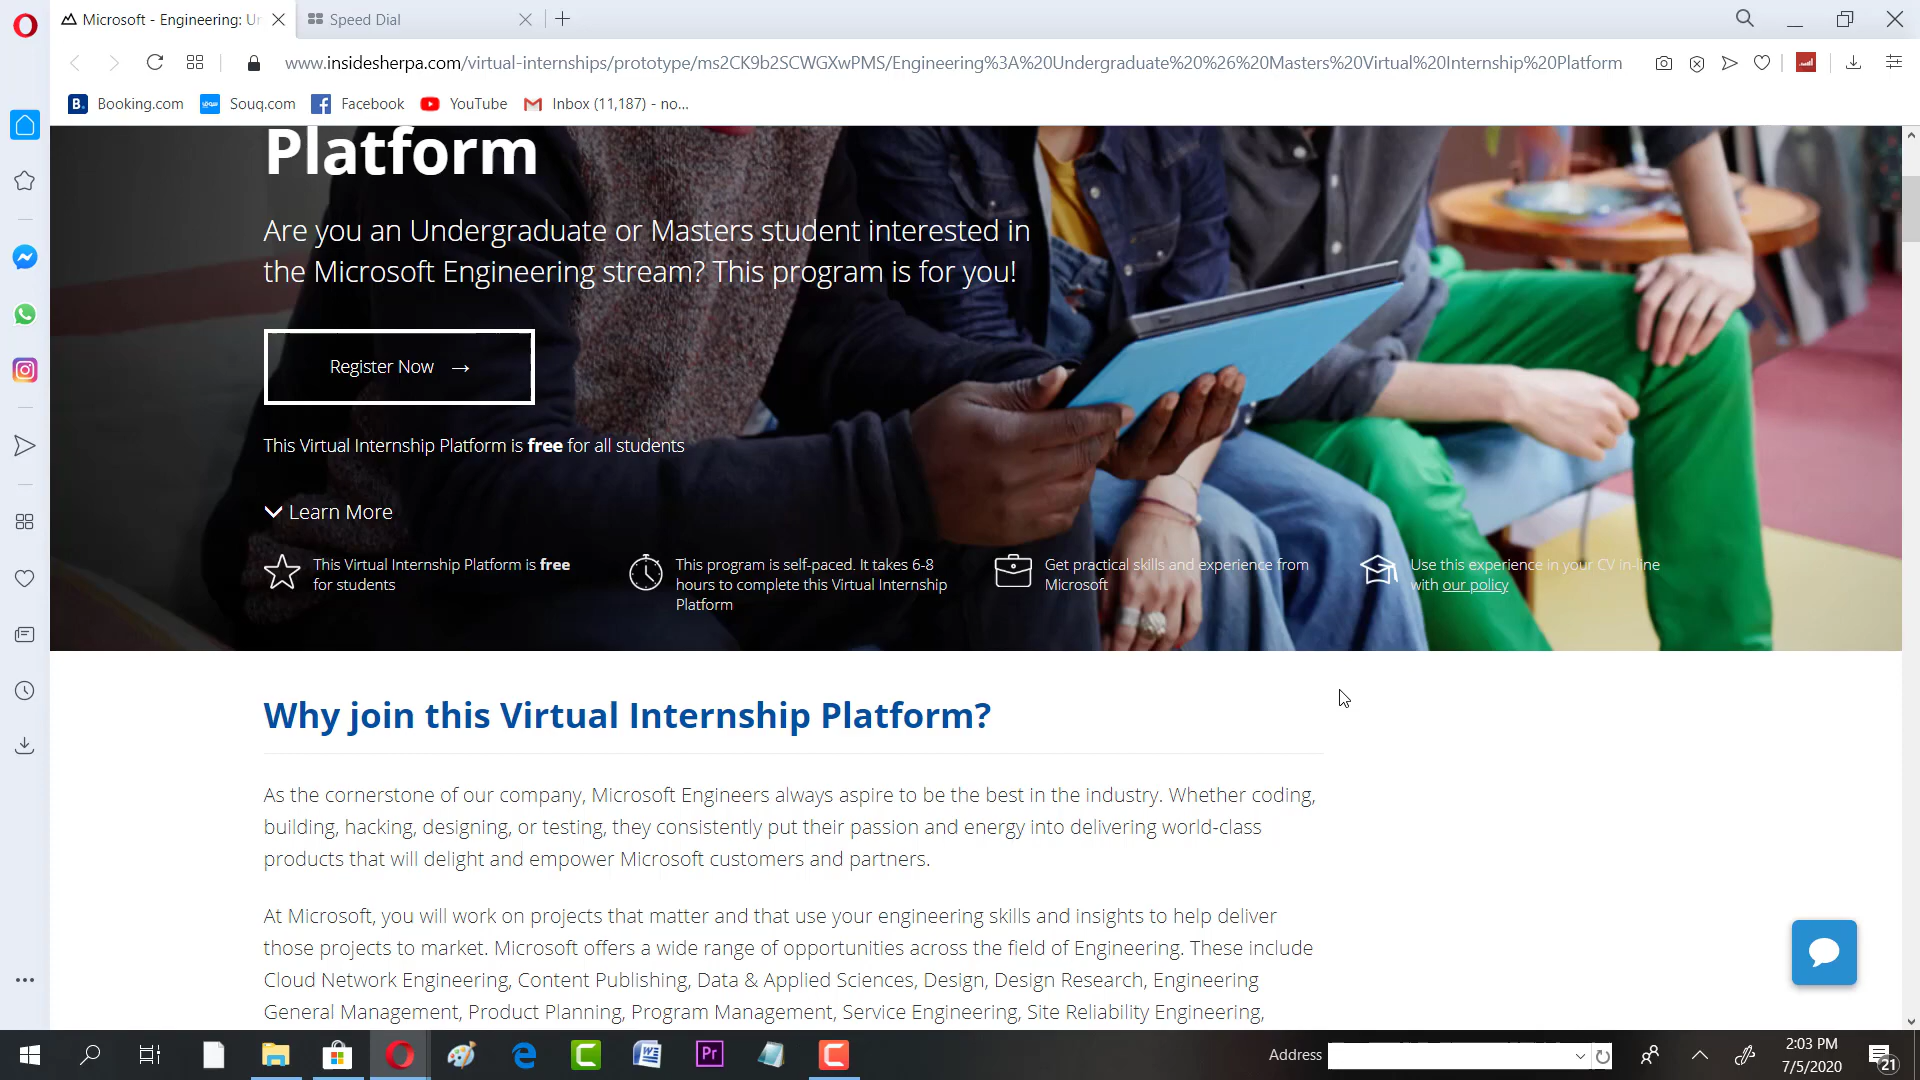 Microsoft - Engineering: Un
Speed Dial
www.insidesherpa.com/virtual-internships/prototype/ms2CK9b2SCWGXwPMS/Engineering%3A%20Undergraduate%20%26%20Masters%20Virtual%20Internship%20Platform
B. Booking.com
Souq.com
Facebook
YouTube
Inbox (11,187) - no...
Platform
Are you an Undergraduate or Masters student interested in
the Microsoft Engineering stream? This program is for you!
Register Now →
This Virtual Internship Platform is free for all students
Learn More
This Virtual Internship Platform is free
for students
This program is self-paced. It takes 6-8
hours to complete this Virtual Internship
Platform
Get practical skills and experience from
Microsoft
Use this experience in your CV in-line
with our policy
Why join this Virtual Internship Platform?
As the cornerstone of our company, Microsoft Engineers always aspire to be the best in the industry. Whether coding,
building, hacking, designing, or testing, they consistently put their passion and energy into delivering world-class
products that will delight and empower Microsoft customers and partners.
At Microsoft, you will work on projects that matter and that use your engineering skills and insights to help deliver
those projects to market. Microsoft offers a wide range of opportunities across the field of Engineering. These include
Cloud Network Engineering, Content Publishing, Data & Applied Sciences, Design, Design Research, Engineering
General Management, Product Planning, Program Management, Service Engineering, Site Reliability Engineering,
Pr
Address
2:03 PM
7/5/2020
21